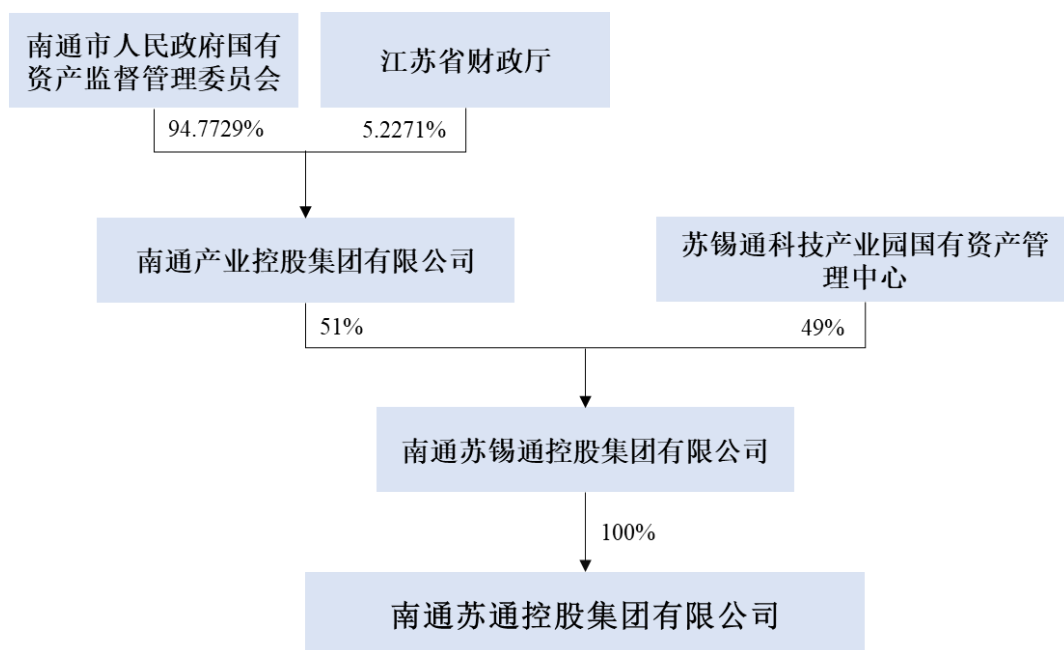 南通市人民政府国有
资产监督管理委员会
江苏省财政厅
94.7729%
5.2271%
南通产业控股集团有限公司
苏锡通科技产业园国有资产管
理中心
51%
49%
南通苏锡通控股集团有限公司
100%
南通苏通控股集团有限公司